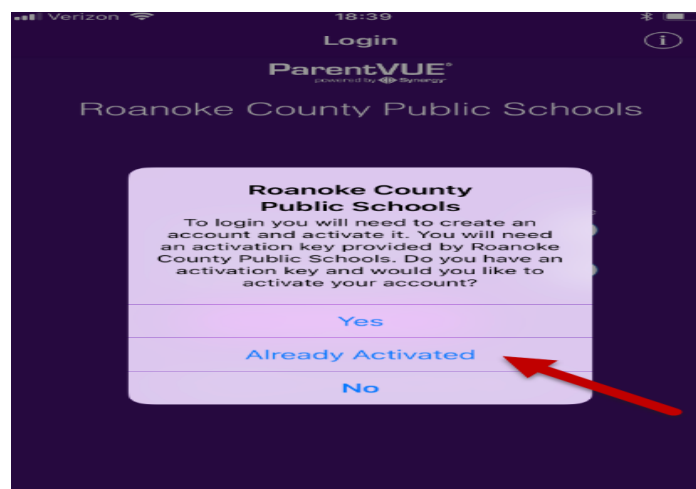 Verizon 18:39
Login
ParentVUE®
powered by Synergy
Roanoke County Public Schools
Roanoke County
Public Schools
To login you will need to create an
account and activate it. You will need
an activation key provided by Roanoke
County Public Schools. Do you have an
activation key and would you like to
activate your account?
Yes
Already Activated
No